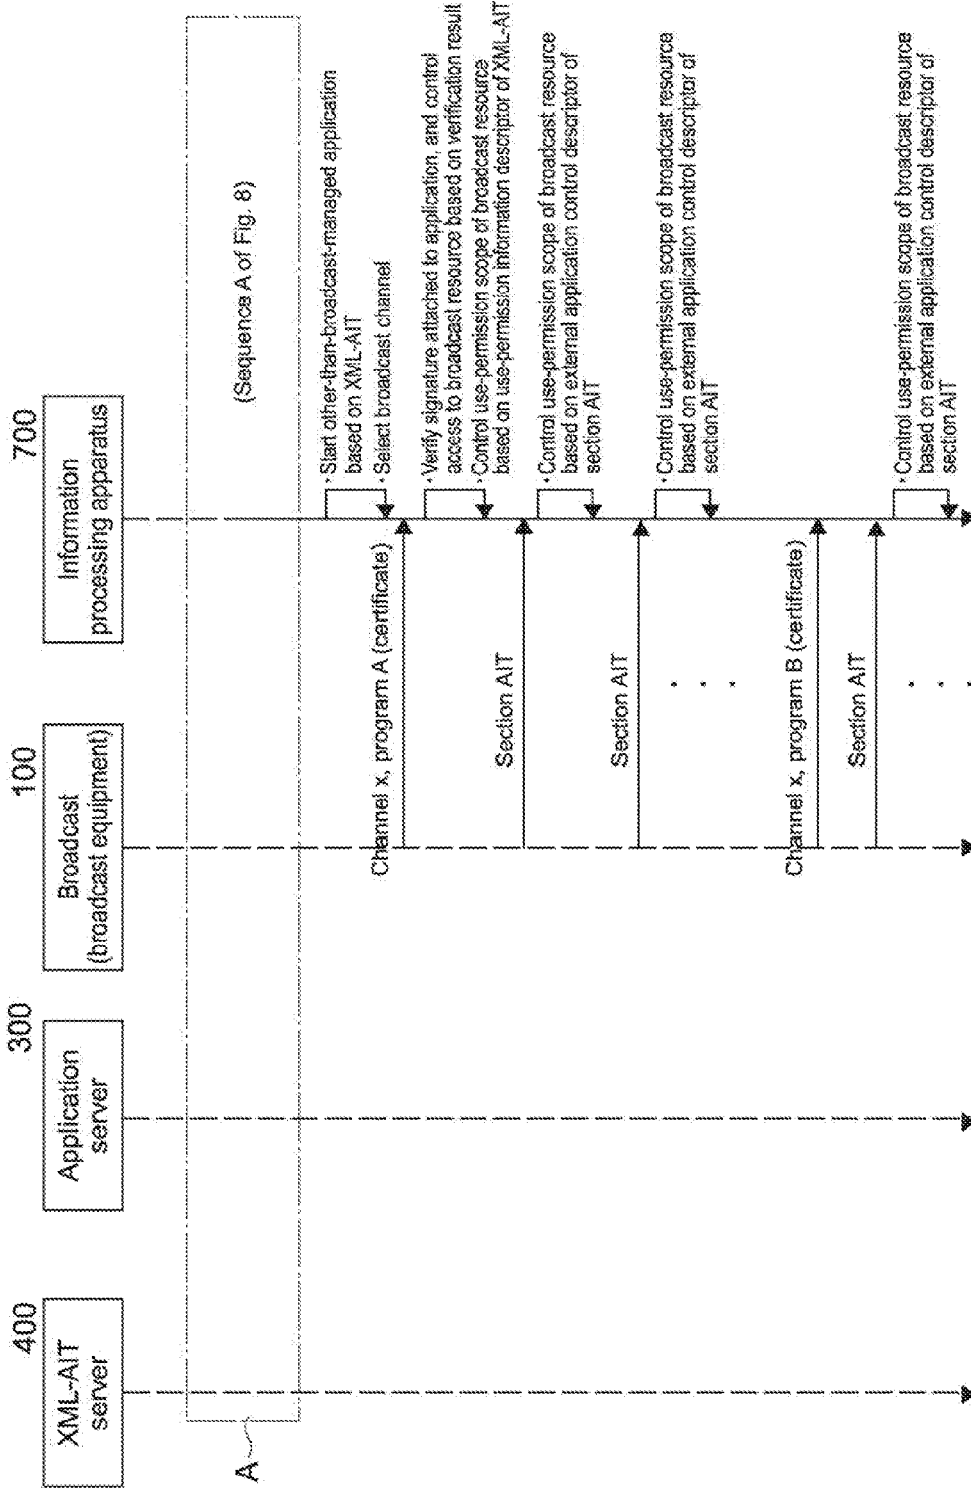 400
XML-AIT
server
300
Application
server
100
Broadcast
(broadcast equipment)
700
Information
processing apparatus
A
(Sequence A of Fig. 8)
• Start other-than-broadcast-managed application
based on XML-AIT
• Select broadcast channel
Channel x, program A (certificate)
• Verify signature attached to application, and control
access to broadcast resource based on verification result
• Control use-permission scope of broadcast resource
based on use-permission information descriptor of XML-AIT
Section AIT
• Control use-permission scope of broadcast resource
based on external application control descriptor of
section AIT
Section AIT
• Control use-permission scope of broadcast resource
based on external application control descriptor of
section AIT
Channel x, program B (certificate)
Section AIT
• Control use-permission scope of broadcast resource
based on external application control descriptor of
section AIT